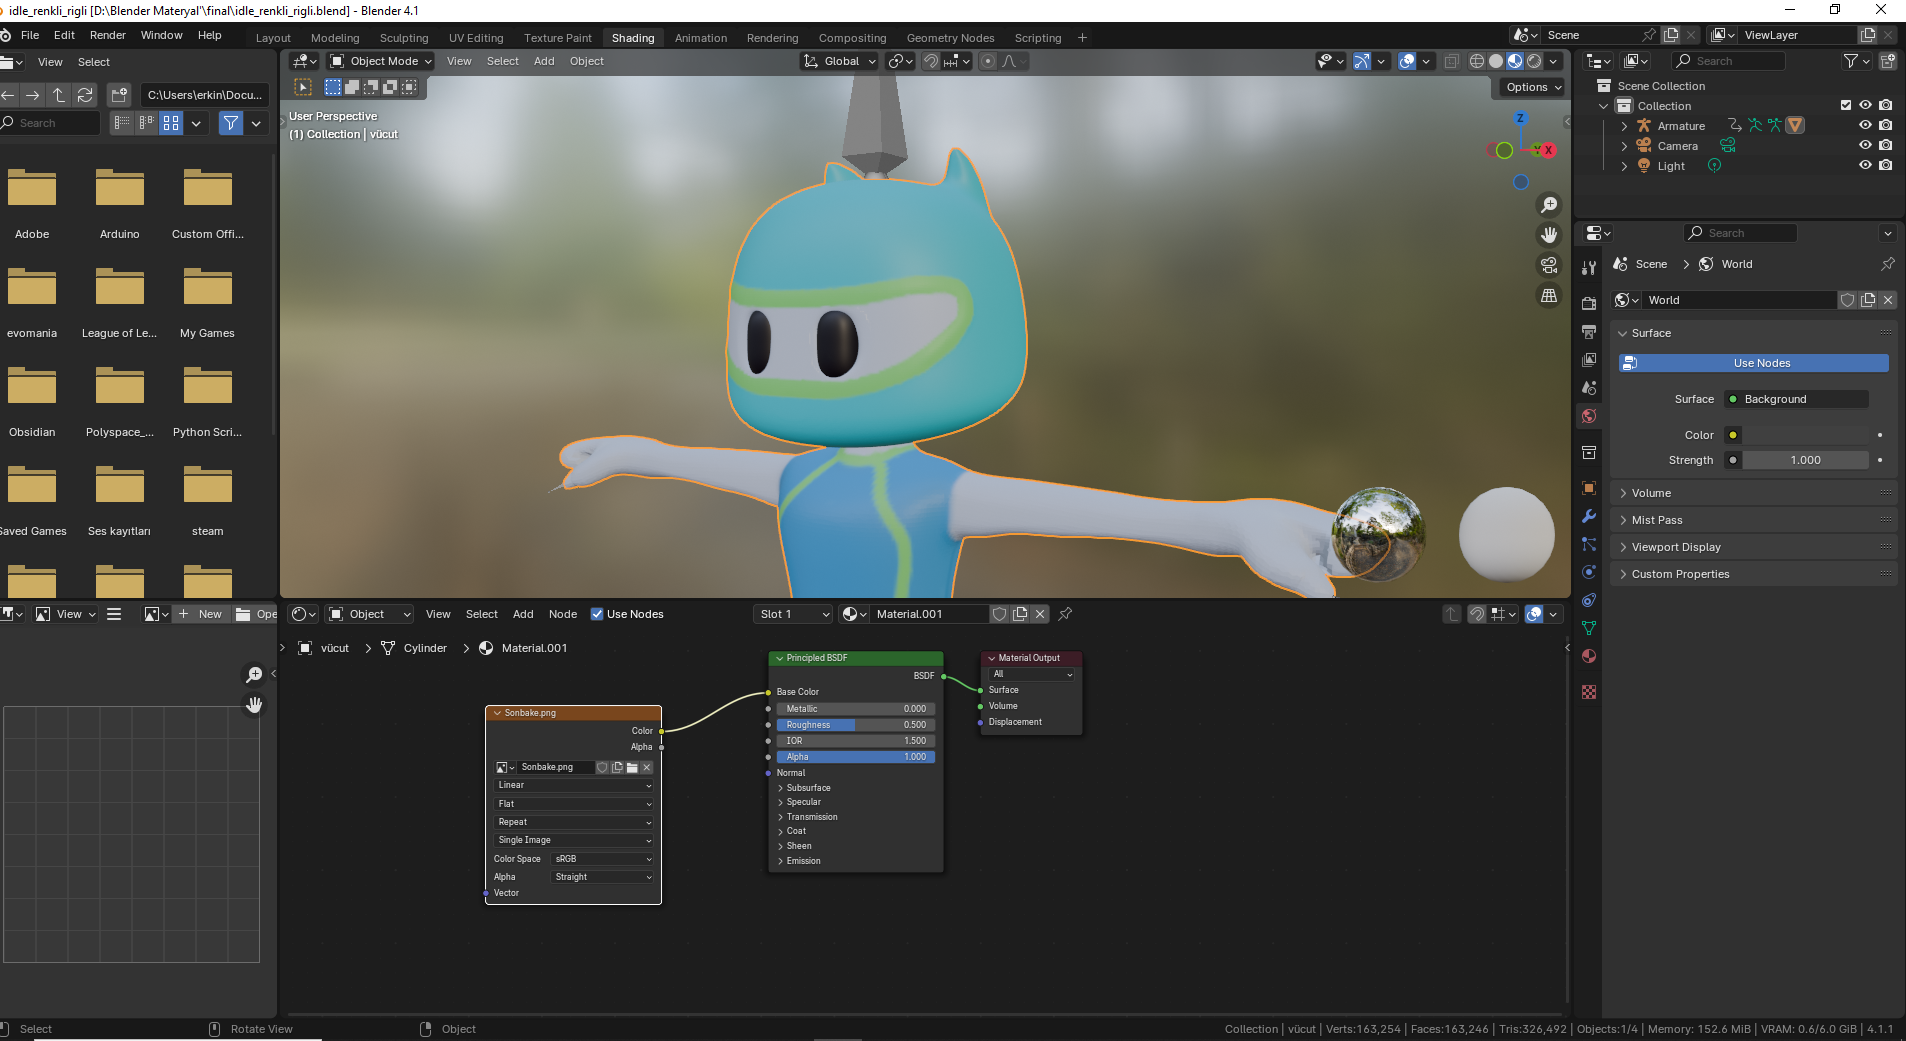 idle_renkli_rigli [D:\Blender Materyal'\final\idle_renkli_rigli.blend] - Blender 4.1
File Edit Render Window Help
Layout Modeling Sculpting UV Editing Texture Paint Shading Animation Rendering Compositing Geometry Nodes Scripting +
Scene
ViewLayer
View Select
Object Mode View Select Add Object
Global
Search
C:\Users\erkin\Docu...
Search
Options
User Perspective
(1) Collection | vücut
Z
Y
X
Scene Collection
Collection
Armature
Camera
Light
Adobe Arduino Custom Offi...
evomania League of Le... My Games
Obsidian Polyspace_... Python Scri...
Saved Games Ses kayıtları steam
Search
Scene > World
World
Surface
Use Nodes
Surface Background
Color
Strength 1.000
Volume
Mist Pass
Viewport Display
Custom Properties
View
New
Ope
Object View Select Add Node Use Nodes
Slot 1
Material.001
vücut > Cylinder > Material.001
Sonbake.png
Color
Alpha
Sonbake.png
Linear
Flat
Repeat
Single Image
Color Space sRGB
Alpha Straight
Vector
Principled BSDF
BSDF
Base Color
Metallic 0.000
Roughness 0.500
IOR 1.500
Alpha 1.000
Normal
Subsurface
Specular
Transmission
Coat
Sheen
Emission
Material Output
All
Surface
Volume
Displacement
Select
Rotate View
Object
Collection | vücut | Verts:163,254 | Faces:163,246 | Tris:326,492 | Objects:1/4 | Memory: 152.6 MiB | VRAM: 0.6/6.0 GiB | 4.1.1